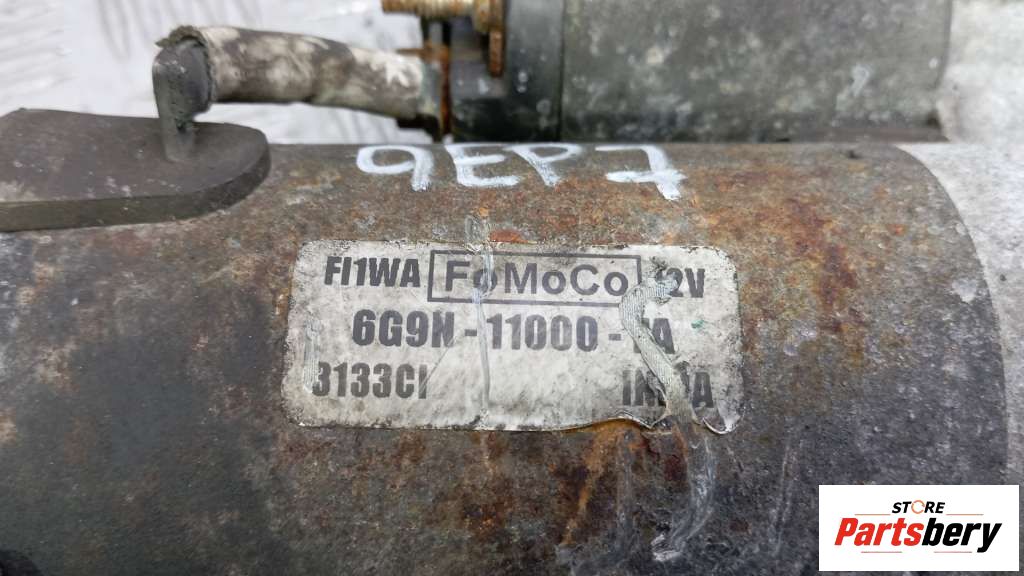 9EP7
FI1WA FoMoCo 12V
6G9N - 11000 -
3133CI
STORE
Partsbery